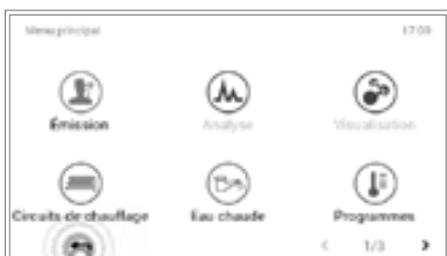 Menu principal 17:09
Émission Analyse Visualisation
Circuits de chauffage Eau chaude Programmes
1/3